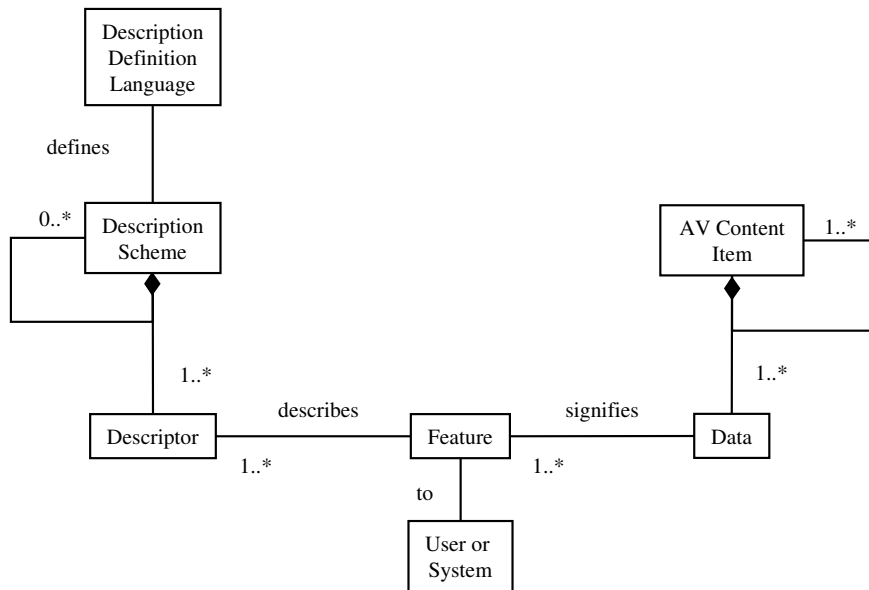 Description
Definition
Language
defines
0..*
Description
Scheme
AV Content
Item
1..*
1..*
1..*
describes
signifies
Descriptor
Feature
Data
1..*
1..*
to
User or
System